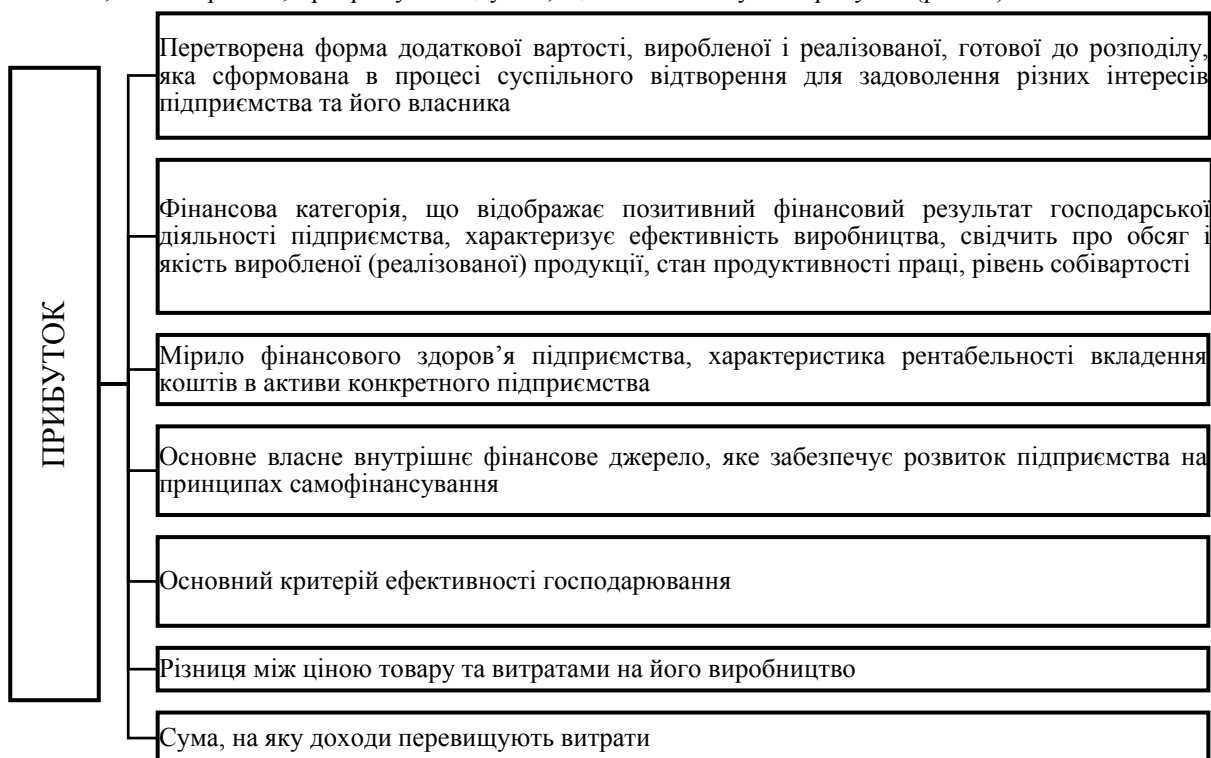 Перетворена форма додаткової вартості, виробленої і реалізованої, готової до розподілу,
яка сформована в процесі суспільного відтворення для задоволення різних інтересів
підприємства та його власника
Фінансова категорія, що відображає позитивний фінансовий результат господарської
діяльності підприємства, характеризує ефективність виробництва, свідчить про обсяг і
якість виробленої (реалізованої) продукції, стан продуктивності праці, рівень собівартості
ПРИБУТОК
Мірило фінансового здоров’я підприємства, характеристика рентабельності вкладення
коштів в активи конкретного підприємства
Основне власне внутрішнє фінансове джерело, яке забезпечує розвиток підприємства на
принципах самофінансування
Основний критерій ефективності господарювання
Різниця між ціною товару та витратами на його виробництво
Сума, на яку доходи перевищують витрати